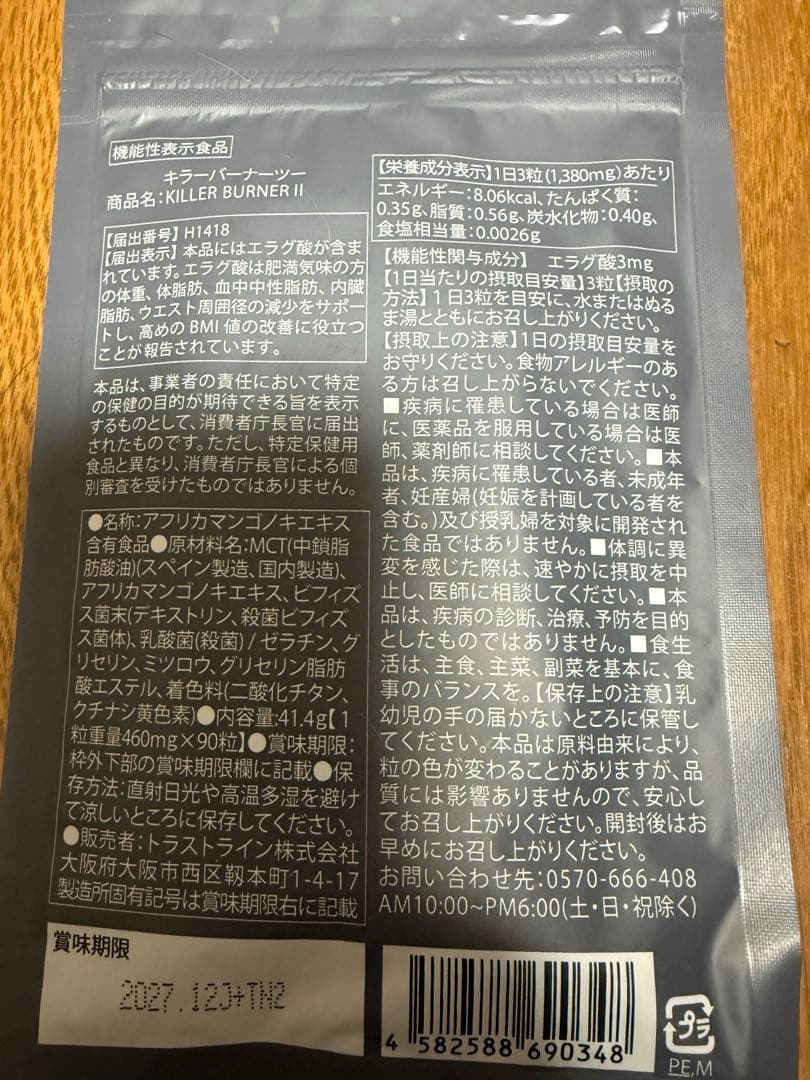 機能性表示食品
キラーバーナーツー
商品名：KILLER BURNER II
【届出番号】H1418
【届出表示】本品にはエラグ酸が含ま
れています。エラグ酸は肥満気味の方
の体重、体脂肪、血中中性脂肪、内臓
脂肪、ウエスト周囲径の減少をサポー
トし、高めのBMI値の改善に役立つ
ことが報告されています。
本品は、事業者の責任において特定
の保健の目的が期待できる旨を表示
するものとして、消費者庁長官に届出
されたものです。ただし、特定保健用
食品と異なり、消費者庁長官による個
別審査を受けたものではありません。
●名称：アフリカマンゴノキエキス
含有食品●原材料名：MCT(中鎖脂
肪酸油)(スペイン製造、国内製造)、
アフリカマンゴノキエキス、ビフィズ
ス菌末(デキストリン、殺菌ビフィズ
ス菌体)、乳酸菌(殺菌) / ゼラチン、グ
リセリン、ミツロウ、グリセリン脂肪
酸エステル、着色料(二酸化チタン、
クチナシ黄色素)●内容量:41.4g【1
粒重量460mg×90粒】●賞味期限：
枠外下部の賞味期限欄に記載●保
存方法：直射日光や高温多湿を避け
て涼しいところに保存してください。
●販売者：トラストライン株式会社
大阪府大阪市西区靱本町1-4-17
製造所固有記号は賞味期限右に記載
賞味期限
2027.12J+TN2
【栄養成分表示】1日3粒(1,380mg)あたり
エネルギー：8.06kcal、たんぱく質：
0.35g、脂質：0.56g、炭水化物：0.40g、
食塩相当量：0.0026g
【機能性関与成分】 エラグ酸3mg
【1日当たりの摂取目安量】3粒【摂取の
方法】1日3粒を目安に、水またはぬる
ま湯とともにお召し上がりください。
【摂取上の注意】1日の摂取目安量を
お守りください。食物アレルギーのあ
る方は召し上がらないでください。
■疾病に罹患している場合は医師
に、医薬品を服用している場合は医
師、薬剤師に相談してください。■本
品は、疾病に罹患している者、未成年
者、妊産婦(妊娠を計画している者を
含む。)及び授乳婦を対象に開発され
た食品ではありません。■体調に異
変を感じた際は、速やかに摂取を中
止し、医師に相談してください。■本
品は、疾病の診断、治療、予防を目的
としたものではありません。■食生
活は、主食、主菜、副菜を基本に、食
事のバランスを。【保存上の注意】乳
幼児の手の届かないところに保管し
てください。本品は原料由来により、
粒の色が変わることがありますが、品
質には影響ありませんので、安心し
てお召し上がりください。開封後はお
早めにお召し上がりください。
お問い合わせ先：0570-666-408
AM10:00〜PM6:00(土・日・祝除く)
4 582588 690348
プラ
PE,M